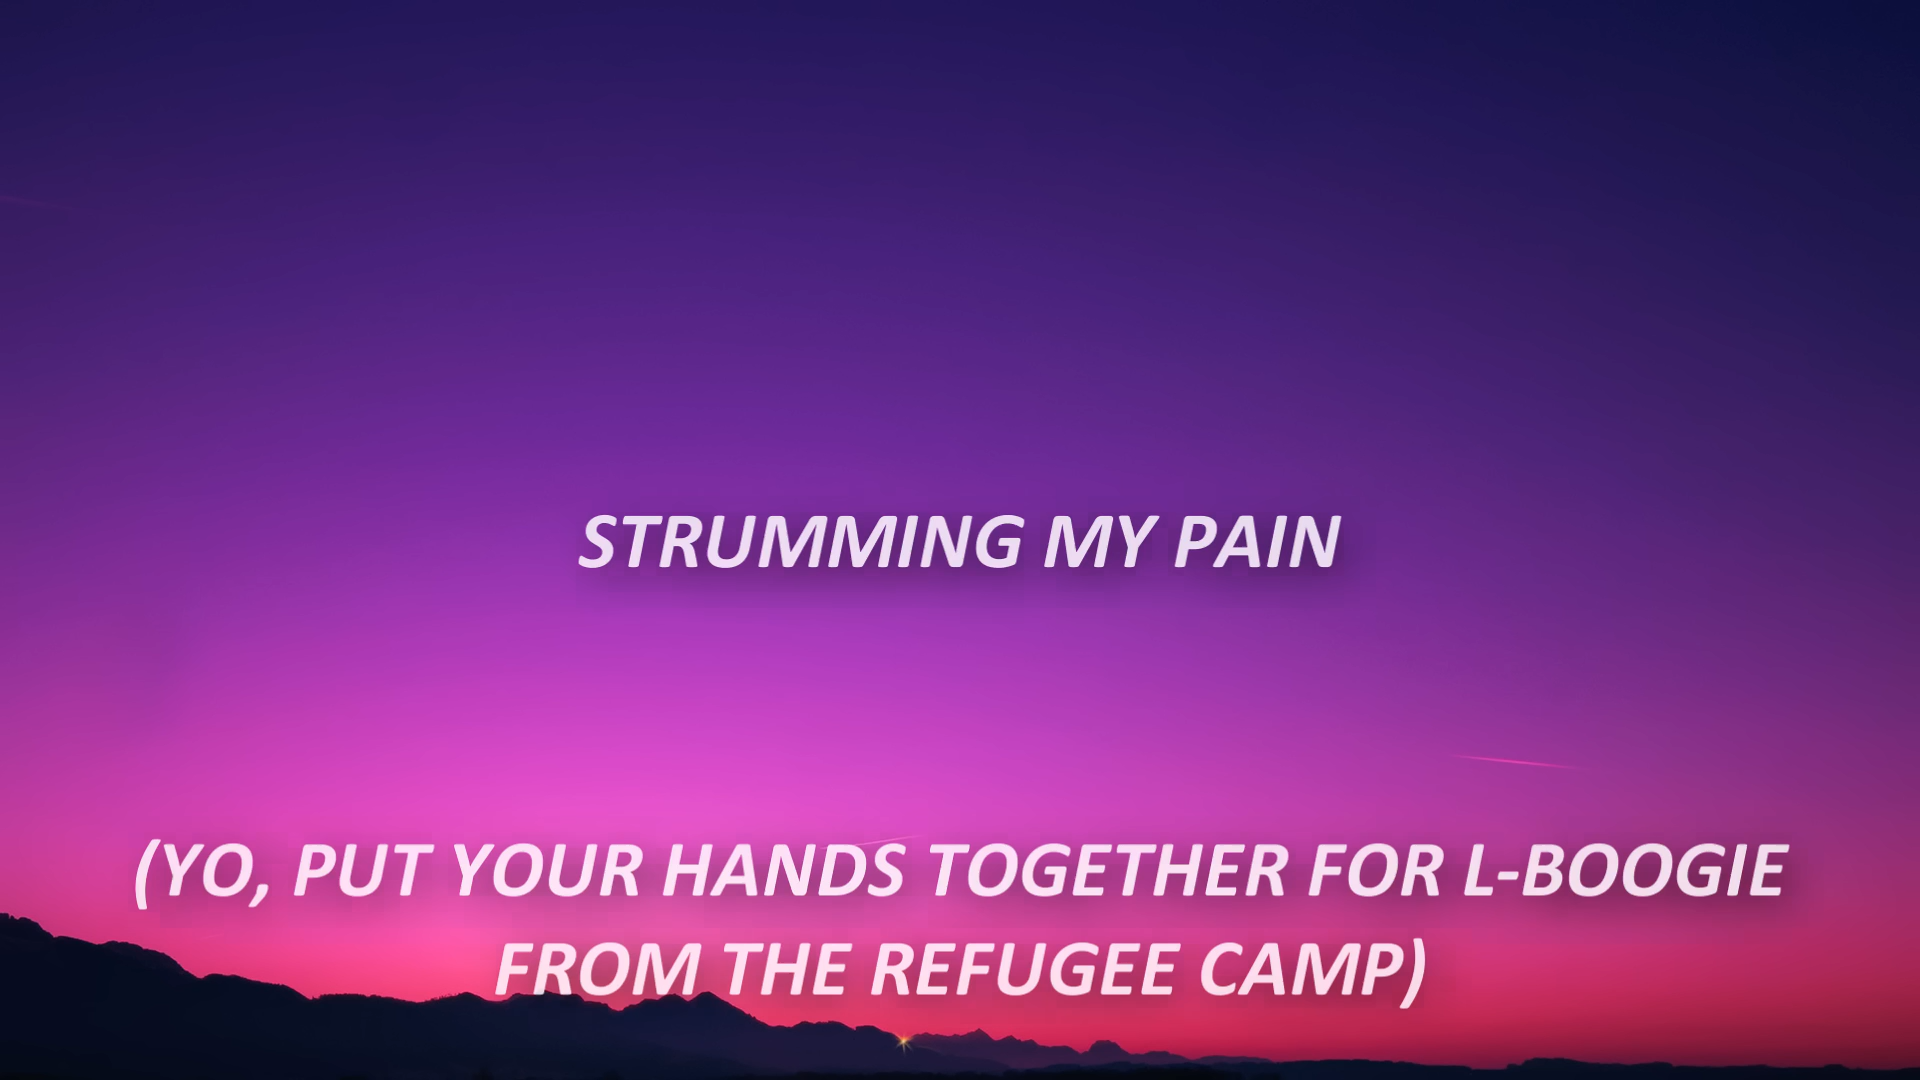 STRUMMING MY PAIN
(YO, PUT YOUR HANDS TOGETHER FOR L-BOOGIE
FROM THE REFUGEE CAMP)